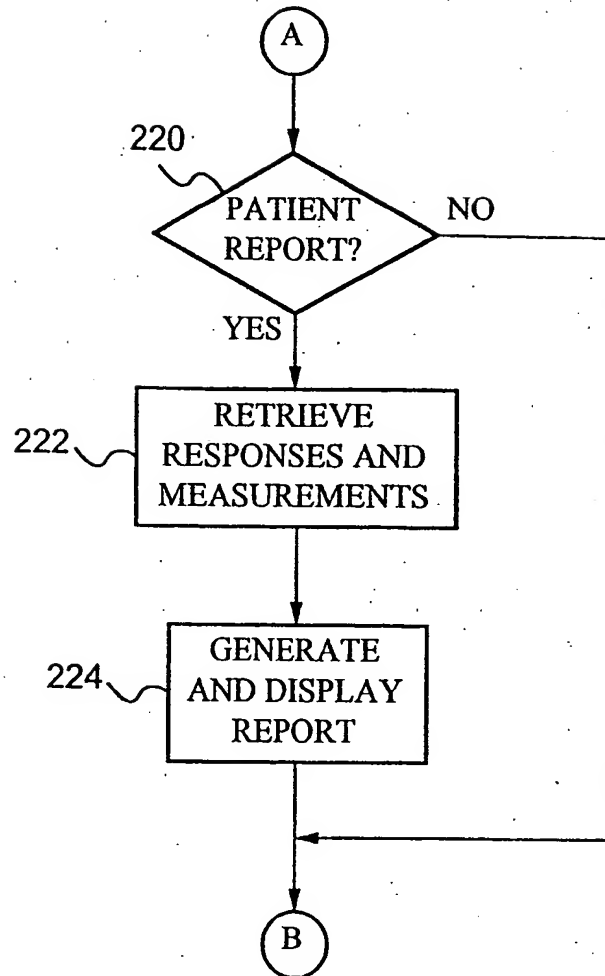 A
220
PATIENT
REPORT?
NO
YES
222
RETRIEVE
RESPONSES AND
MEASUREMENTS
224
GENERATE
AND DISPLAY
REPORT
B